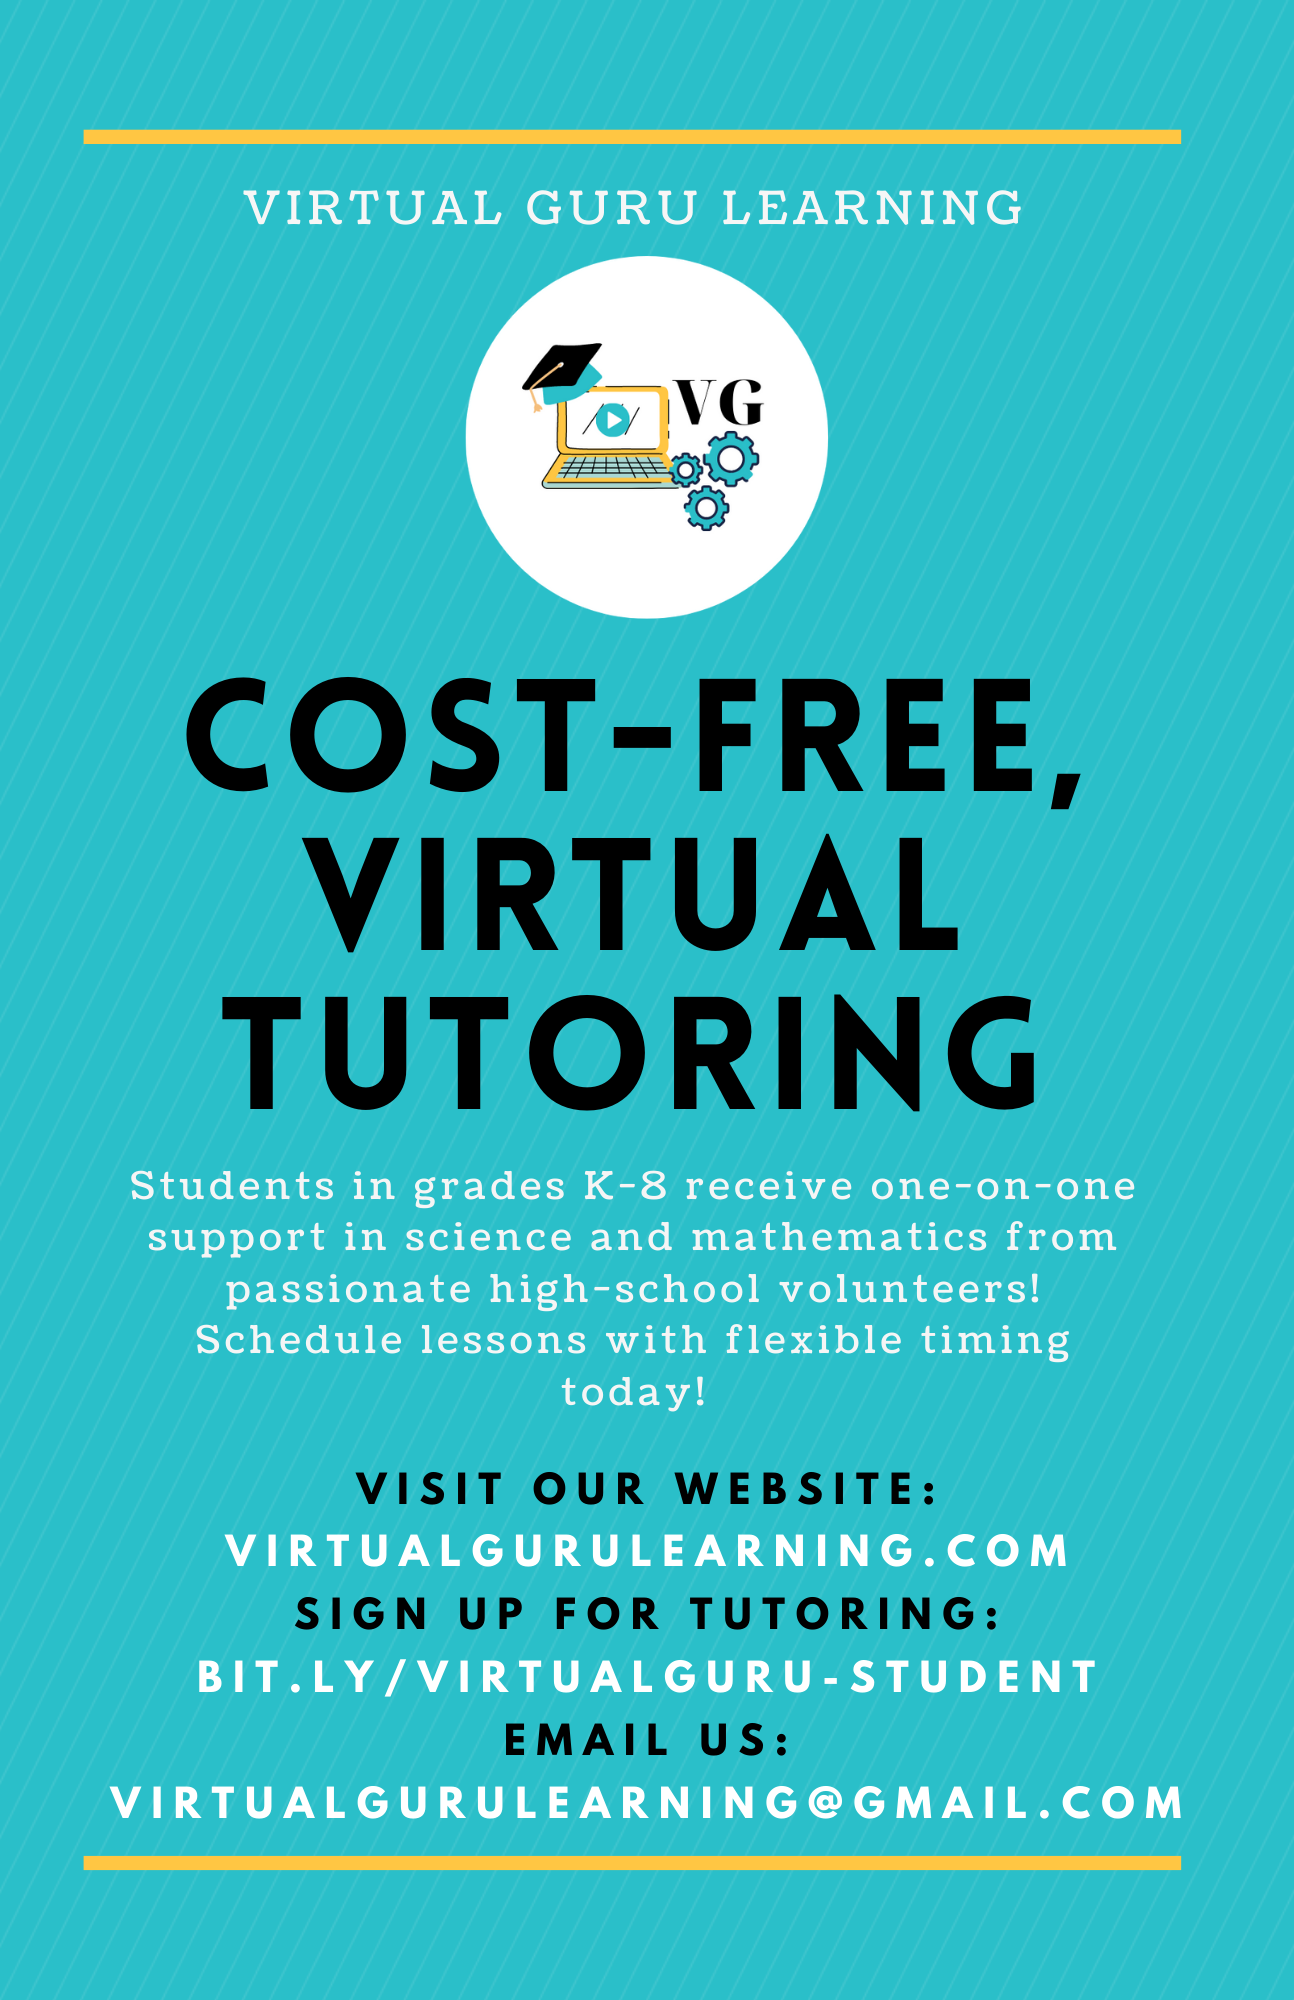 VIRTUAL GURU LEARNING
VG
COST-FREE,
VIRTUAL
TUTORING
Students in grades K-8 receive one-on-one
support in science and mathematics from
passionate high-school volunteers!
Schedule lessons with flexible timing
today!
VISIT OUR WEBSITE:
VIRTUALGURULEARNING.COM
SIGN UP FOR TUTORING:
BIT.LY/VIRTUALGURU-STUDENT
EMAIL US:
VIRTUALGURULEARNING@GMAIL.COM